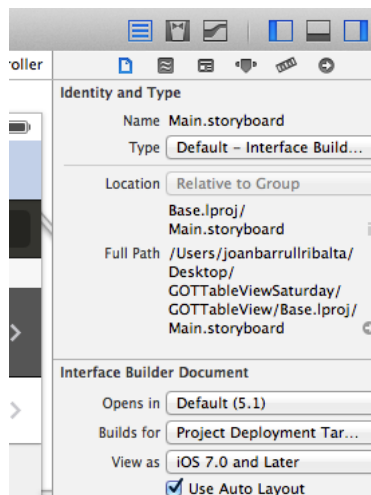 roller
Identity and Type
Name Main.storyboard
Type Default – Interface Build...
Location Relative to Group
Base.lproj/
Main.storyboard
Full Path /Users/joanbarrullribalta/
Desktop/
GOTTableViewSaturday/
GOTTableView/Base.lproj/
Main.storyboard
Interface Builder Document
Opens in Default (5.1)
Builds for Project Deployment Tar...
View as iOS 7.0 and Later
Use Auto Layout